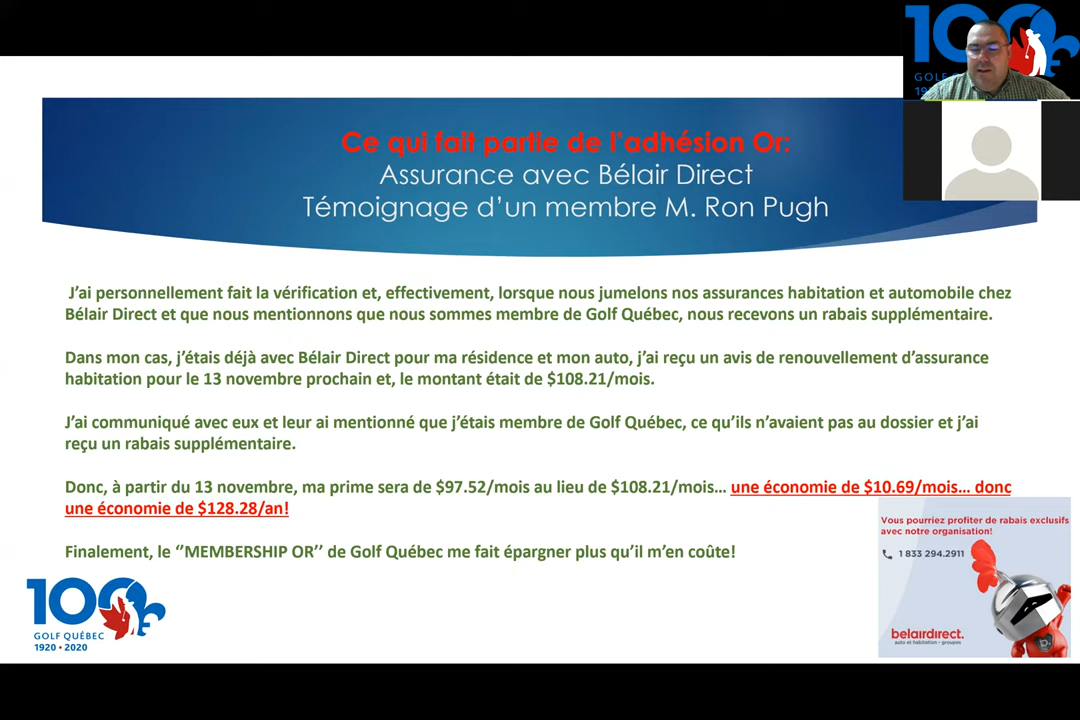 Ce qui fait partie de l'adhésion Or:
Assurance avec Bélair Direct
Témoignage d'un membre M. Ron Pugh
J'ai personnellement fait la vérification et, effectivement, lorsque nous jumelons nos assurances habitation et automobile chez
Bélair Direct et que nous mentionnons que nous sommes membre de Golf Québec, nous recevons un rabais supplémentaire.
Dans mon cas, j'étais déjà avec Bélair Direct pour ma résidence et mon auto, j'ai reçu un avis de renouvellement d'assurance
habitation pour le 13 novembre prochain et, le montant était de $108.21/mois.
J'ai communiqué avec eux et leur ai mentionné que j'étais membre de Golf Québec, ce qu'ils n'avaient pas au dossier et j'ai
reçu un rabais supplémentaire.
Donc, à partir du 13 novembre, ma prime sera de $97.52/mois au lieu de $108.21/mois… une économie de $10.69/mois… donc
une économie de $128.28/an!
Finalement, le ‘’MEMBERSHIP OR’’ de Golf Québec me fait épargner plus qu'il m'en coûte!
Vous pourriez profiter de rabais exclusifs
avec notre organisation!
1 833 294.2911
belairdirect.
auto et habitation - groupes
100
GOLF QUÉBEC
1920 • 2020
100
GOLF